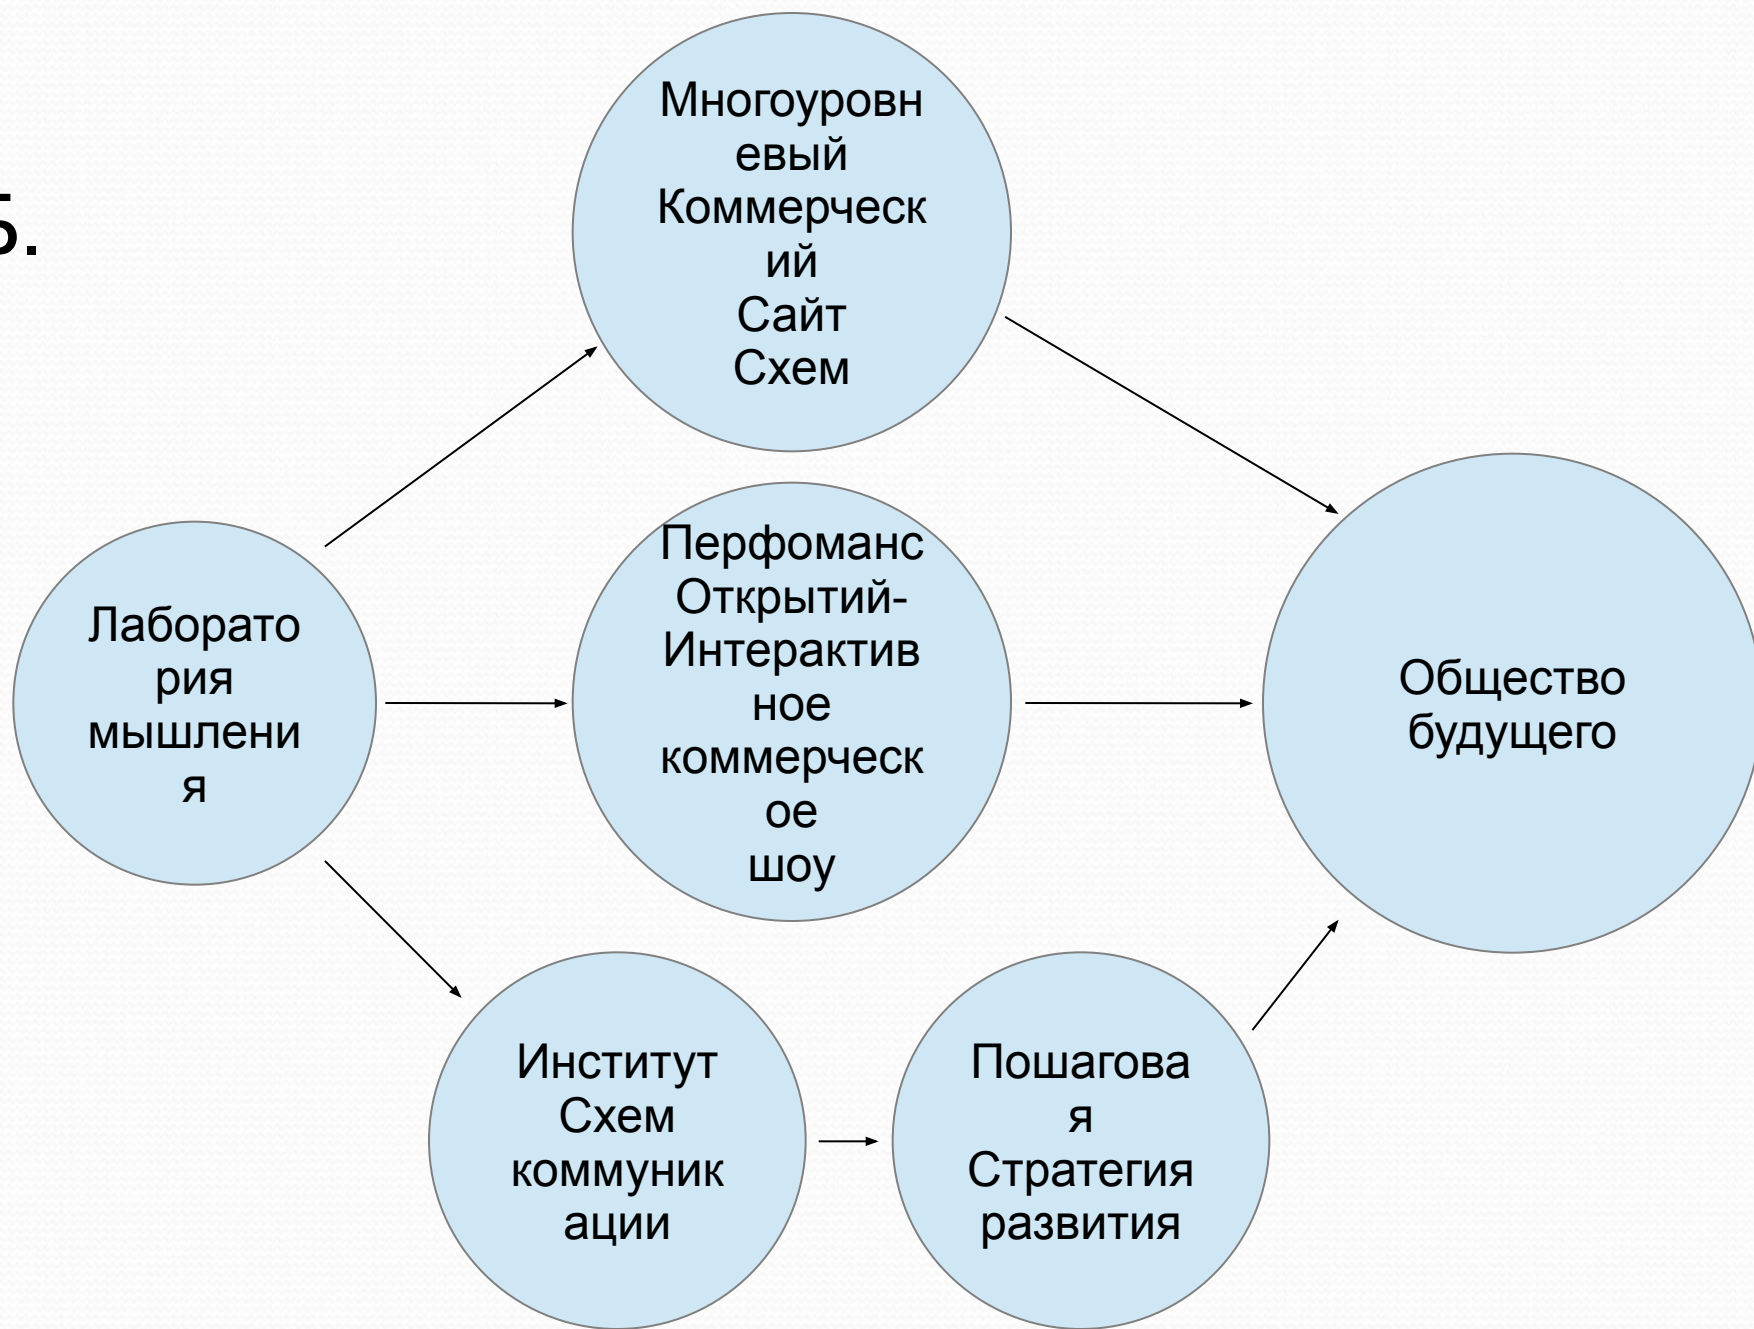 5.
Многоуровн
евый
Коммерческ
ий
Сайт
Схем
Лаборато
рия
мышлени
я
Перфоманс
Открытий-
Интерактив
ное
коммерческ
ое
шоу
Общество
будущего
Институт
Схем
коммуник
ации
Пошагова
я
Стратегия
развития